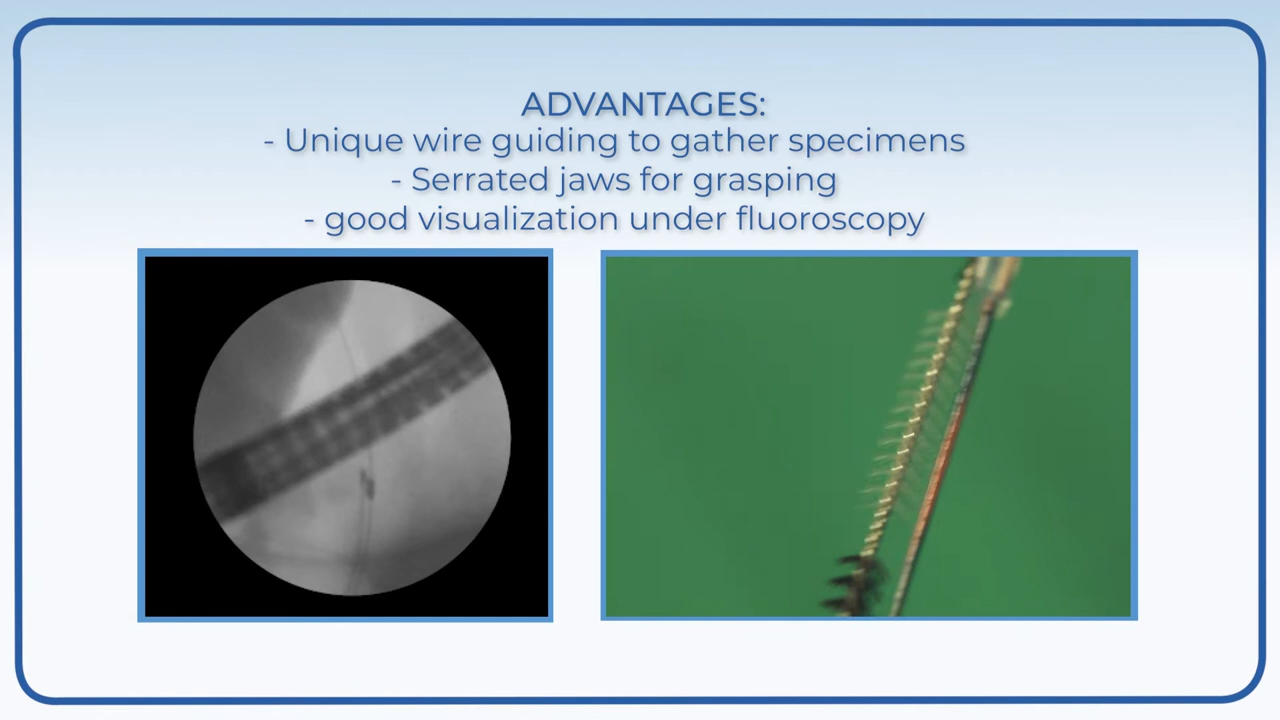 ADVANTAGES:
- Unique wire guiding to gather specimens
- Serrated jaws for grasping
- good visualization under fluoroscopy